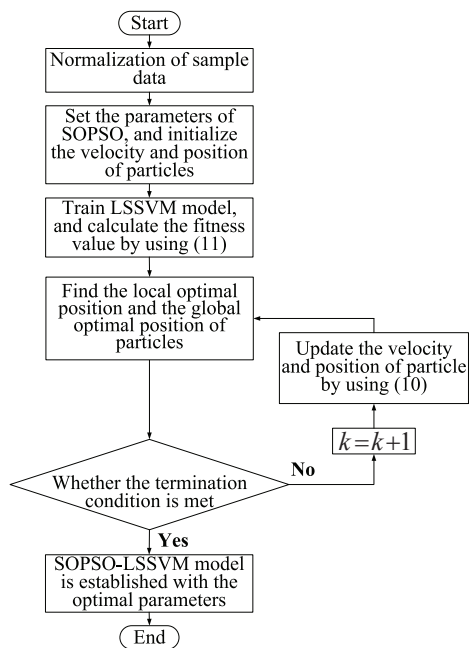 Start
Normalization of sample
data
Set the parameters of
SOPSO, and initialize
the velocity and position
of particles
Train LSSVM model,
and calculate the fitness
value by using (11)
Find the local optimal
position and the global
optimal position of
particles
Update the velocity
and position of particle
by using (10)
k=k+1
Whether the termination
condition is met
No
Yes
SOPSO-LSSVM model
is established with the
optimal parameters
End